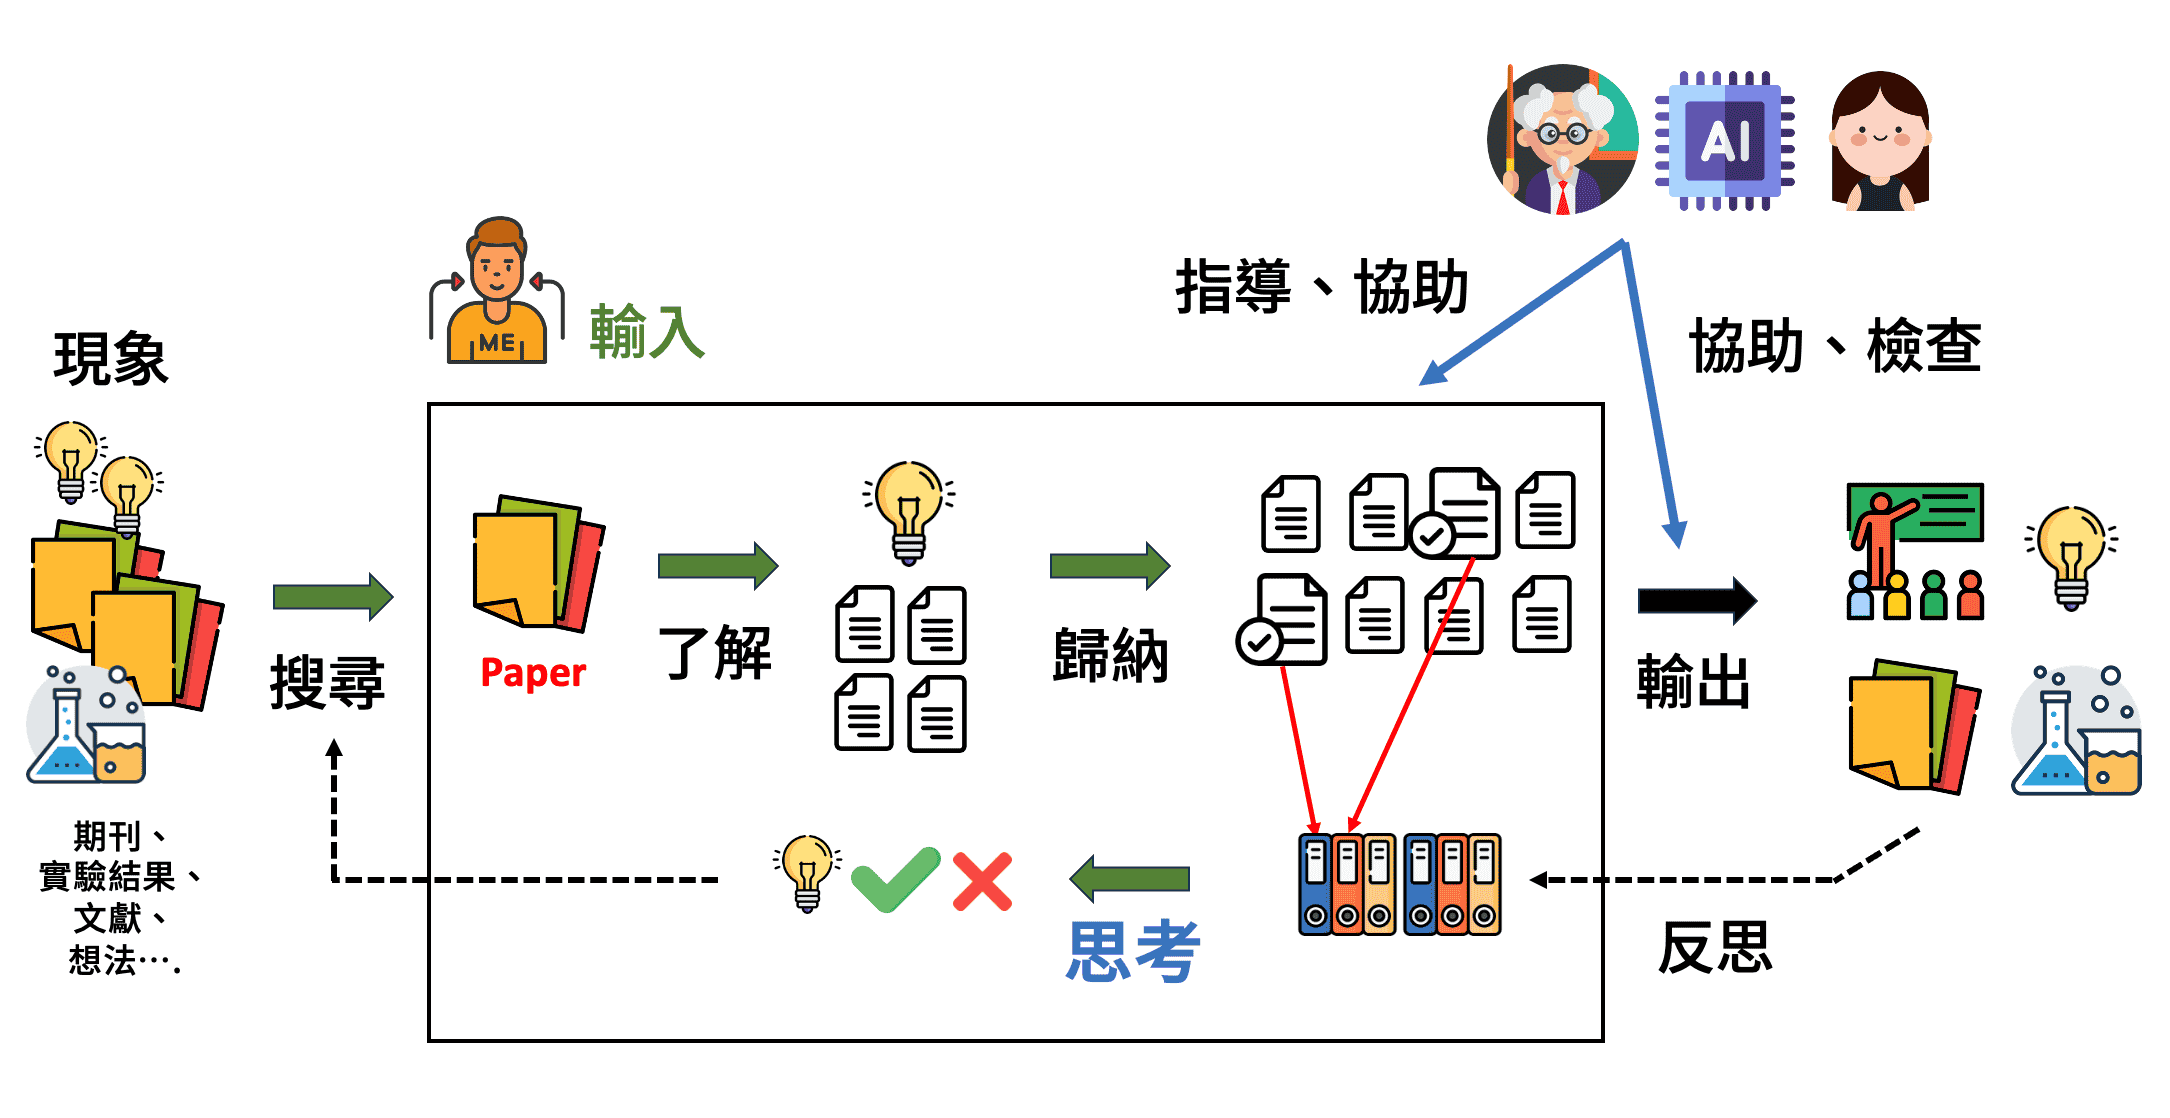 AI
指導、協助
ME
輸入
協助、檢查
現象
搜尋
Paper
了解
歸納
輸出
期刊、
實驗結果、
文獻、
想法….
思考
反思